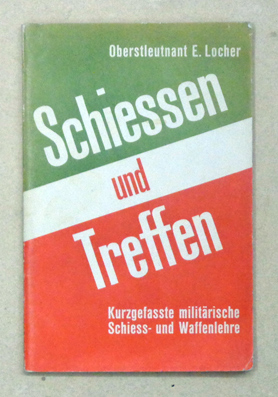 Oberstleutnant E. Locher
Schiessen
und
Treffen
Kurzgefasste militärische
Schiess- und Waffenlehre